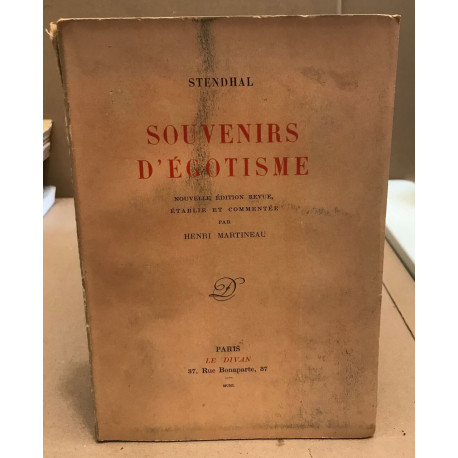 STENDHAL
SOUVENIRS
D'ÉGOTISME
NOUVELLE ÉDITION REVUE,
ÉTABLIE ET COMMENTÉE
PAR
HENRI MARTINEAU
D
PARIS
LE DIVAN
37, Rue Bonaparte, 37